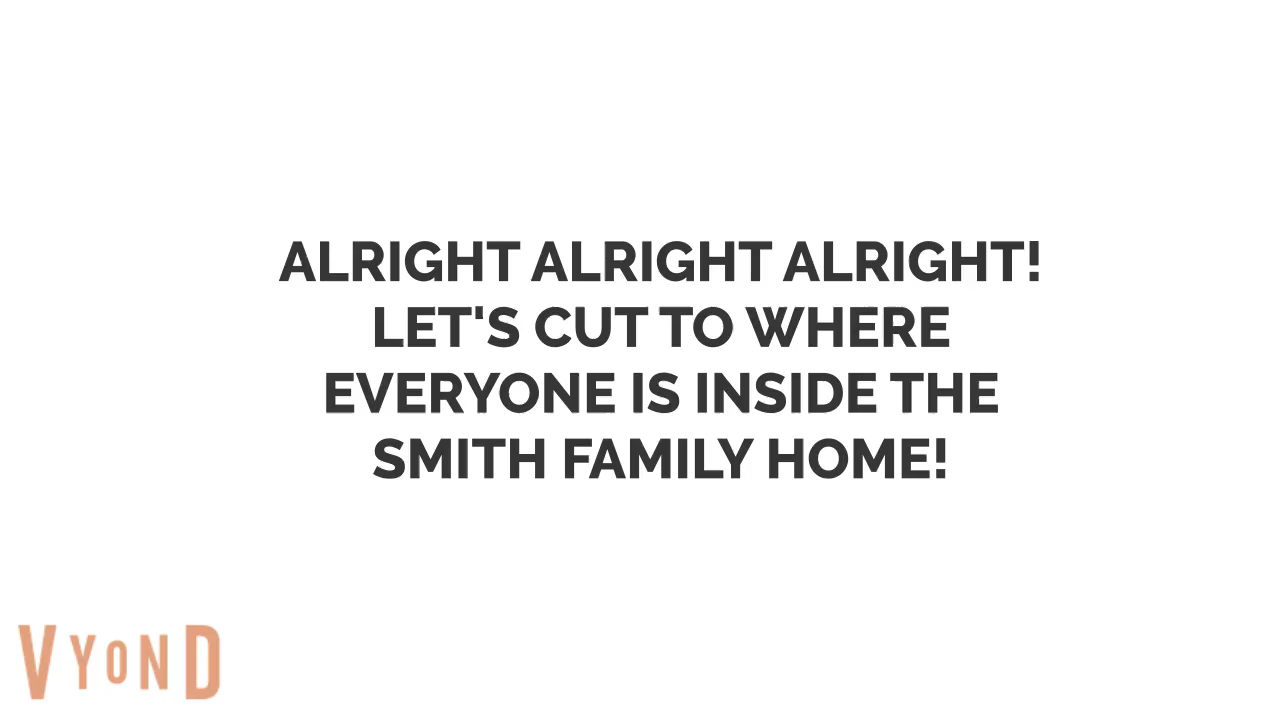 ALRIGHT ALRIGHT ALRIGHT!
LET'S CUT TO WHERE
EVERYONE IS INSIDE THE
SMITH FAMILY HOME!
VYOND